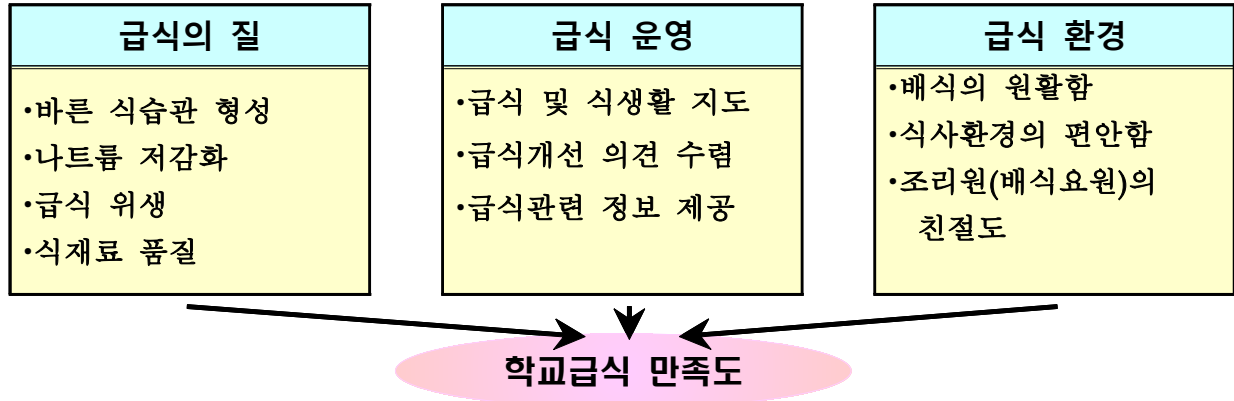 급식의 질
·바른 식습관 형성
·나트륨 저감화
·급식 위생
·식재료 품질
급식 운영
·급식 및 식생활 지도
·급식개선 의견 수렴
·급식관련 정보 제공
급식 환경
·배식의 원활함
·식사환경의 편안함
·조리원(배식요원)의
친절도
학교급식 만족도